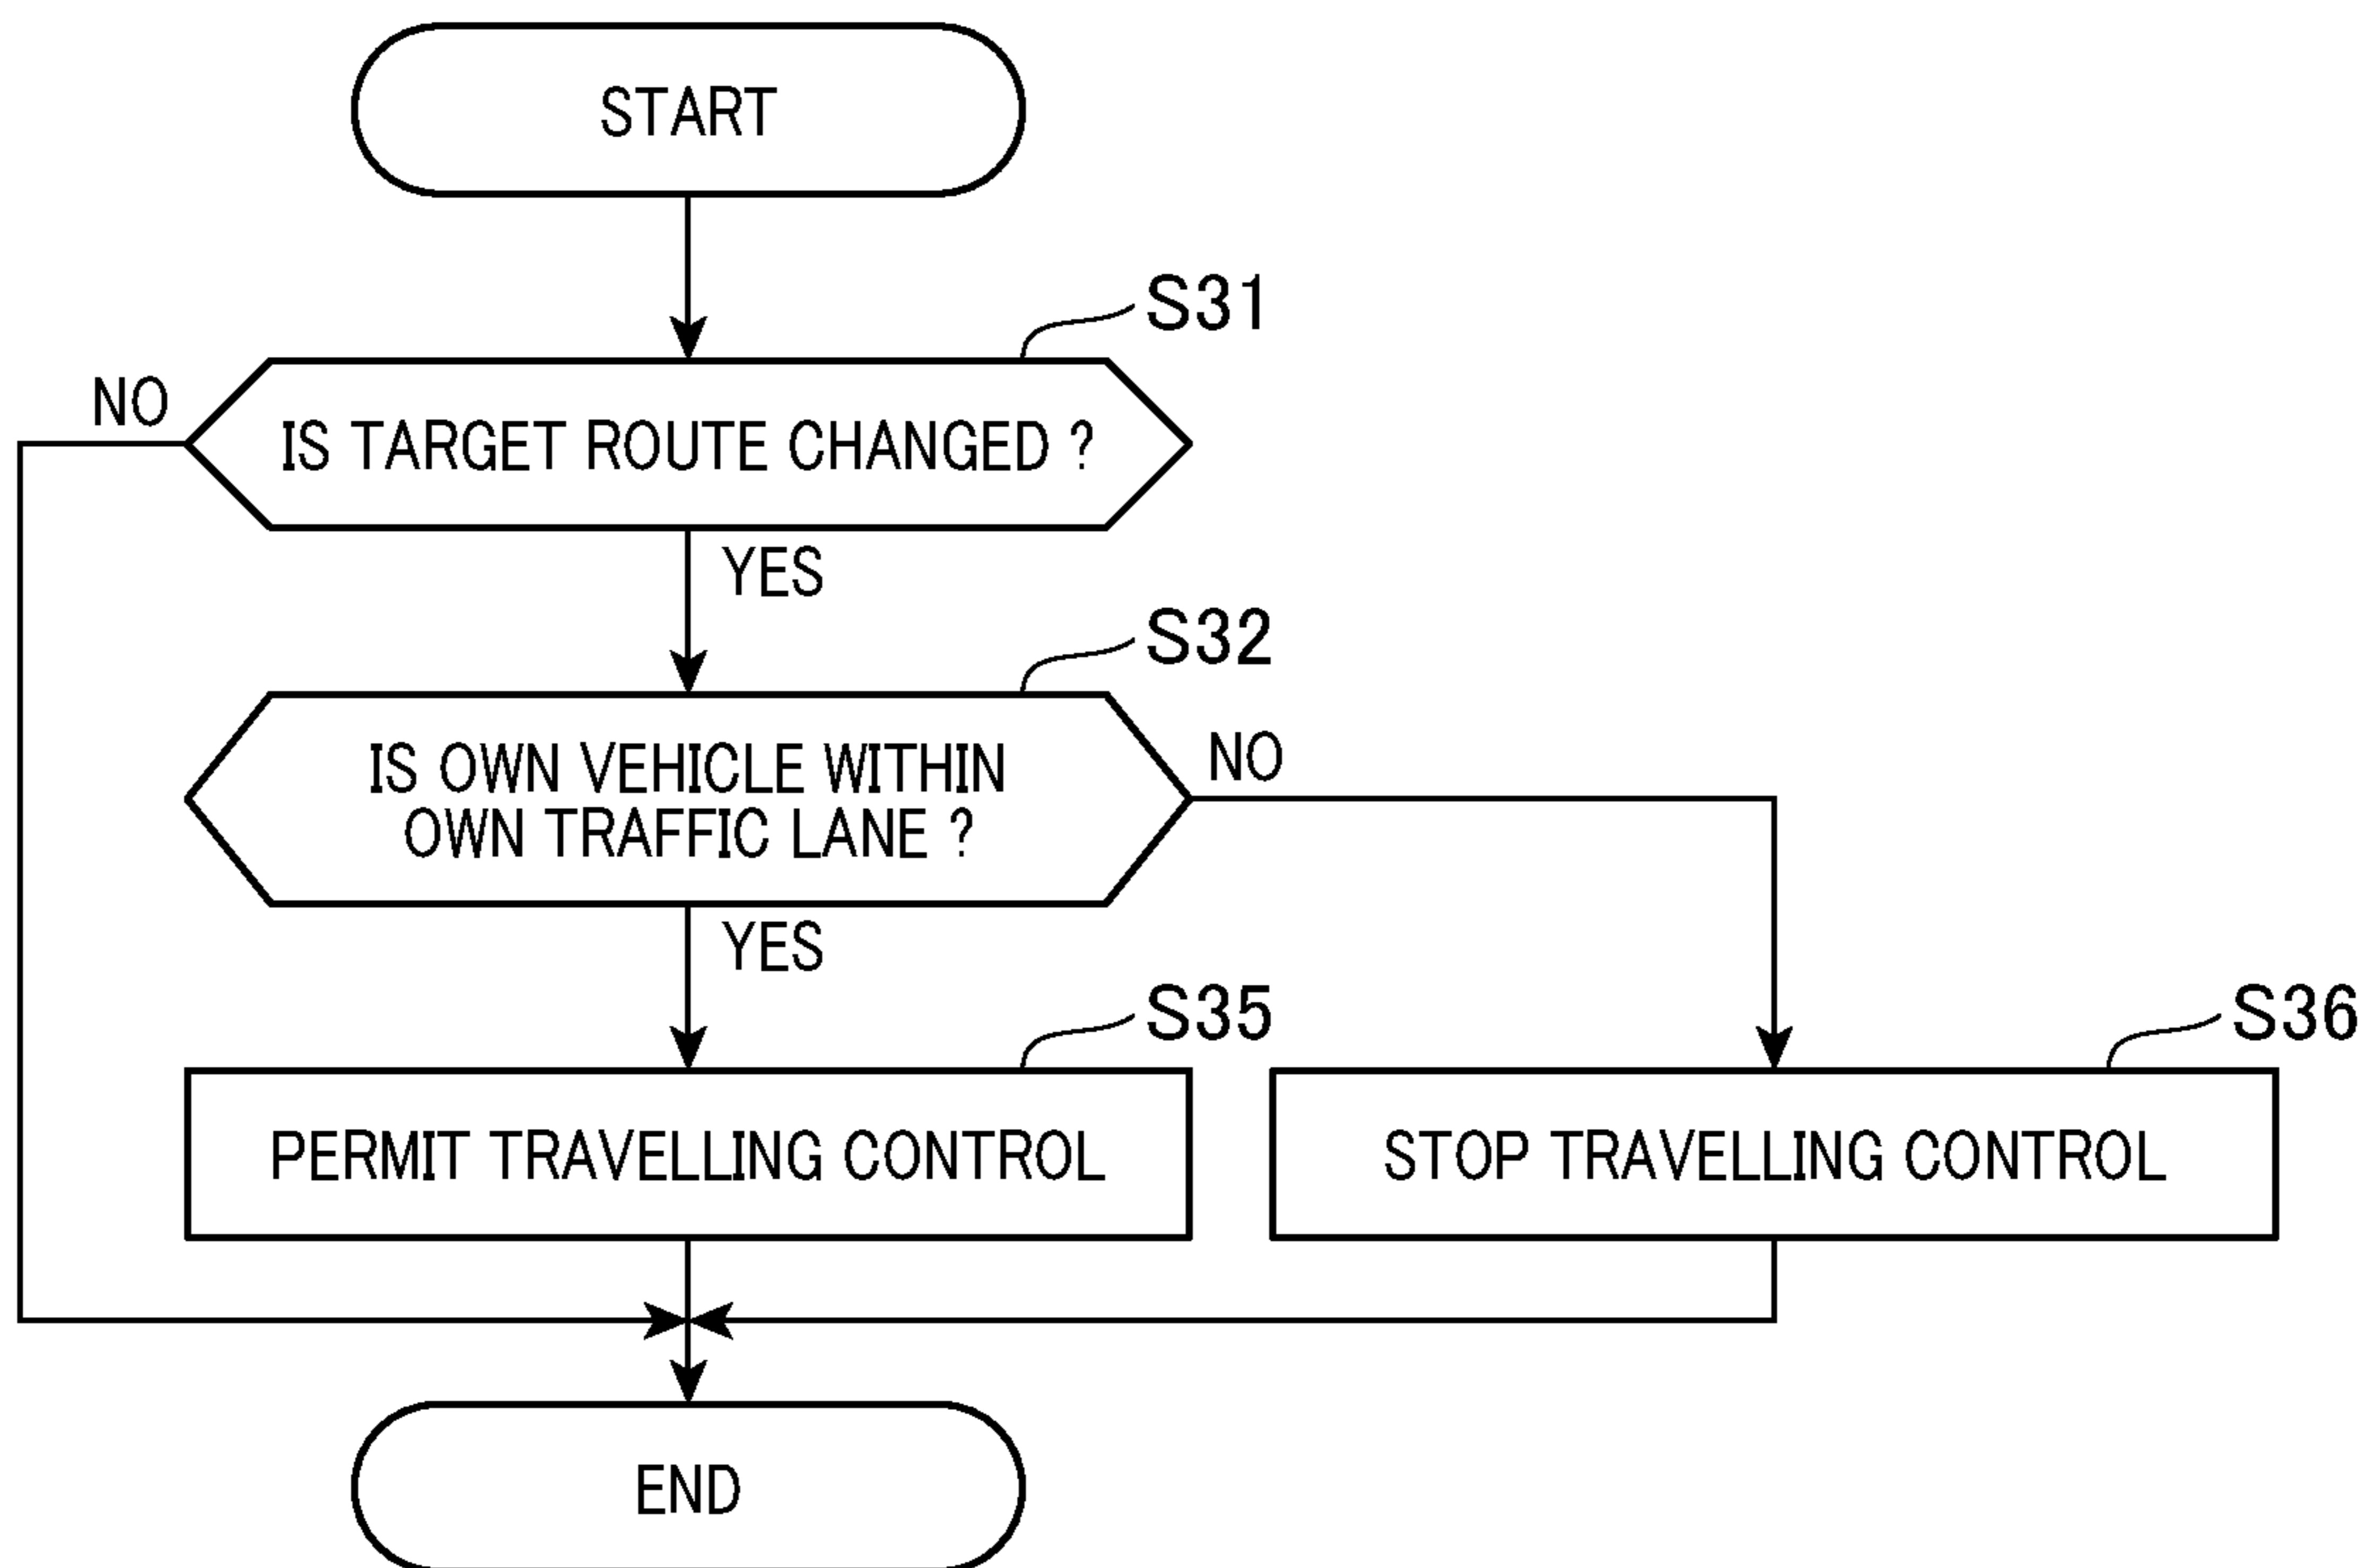 START
S31
NO
IS TARGET ROUTE CHANGED ?
YES
S32
IS OWN VEHICLE WITHIN
OWN TRAFFIC LANE ?
NO
YES
S35
S36
PERMIT TRAVELLING CONTROL
STOP TRAVELLING CONTROL
END